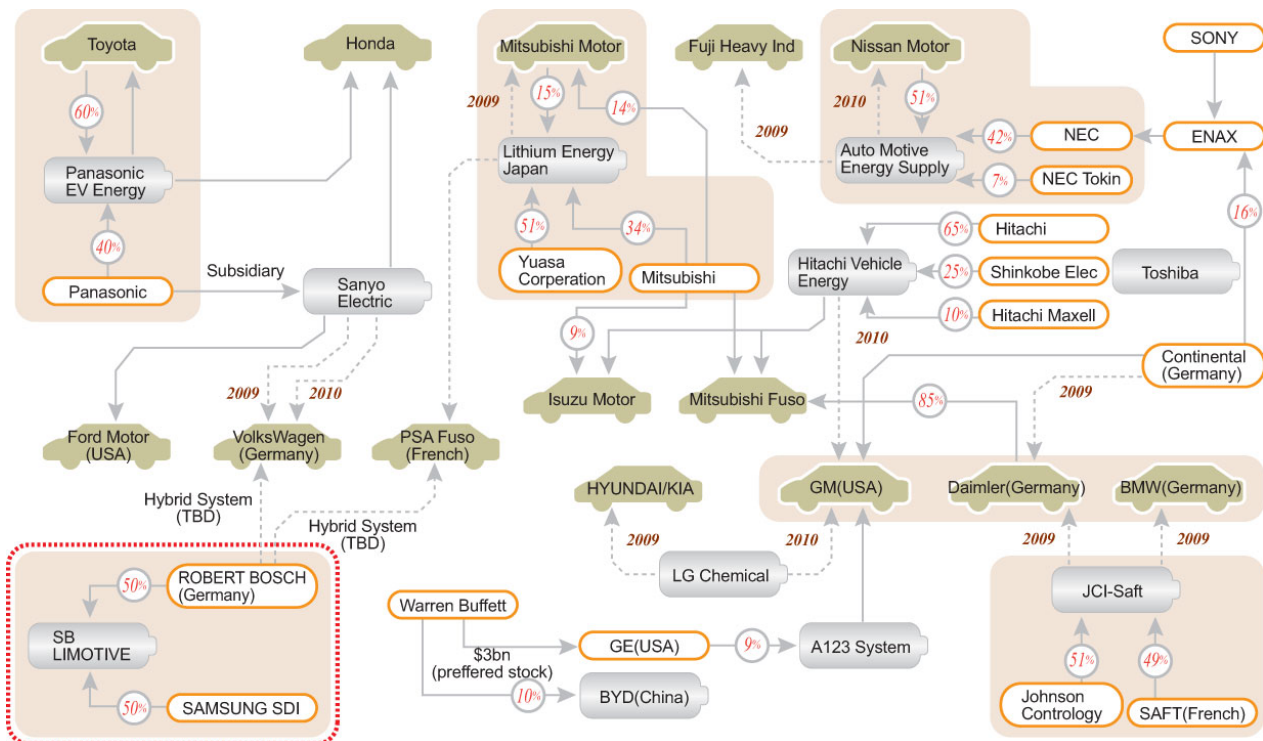 Toyota
Honda
Mitsubishi Motor
Fuji Heavy Ind
Nissan Motor
SONY
60%
2009
15%
14%
2009
2010
51%
42%
NEC
ENAX
Panasonic
EV Energy
Lithium Energy
Japan
Auto Motive
Energy Supply
7%
NEC Tokin
40%
51%
34%
16%
Subsidiary
Panasonic
Sanyo
Electric
Yuasa
Corperation
Mitsubishi
65%
Hitachi
Hitachi Vehicle
Energy
25%
Shinkobe Elec
Toshiba
10%
Hitachi Maxell
9%
2010
Continental
(Germany)
2009
2010
Isuzu Motor
Mitsubishi Fuso
85%
2009
Ford Motor
(USA)
VolksWagen
(Germany)
PSA Fuso
(French)
Hybrid System
(TBD)
Hybrid System
(TBD)
HYUNDAI/KIA
GM(USA)
Daimler(Germany)
BMW(Germany)
2009
2010
2009
2009
LG Chemical
JCI-Saft
50%
ROBERT BOSCH
(Germany)
SB
LIMOTIVE
50%
SAMSUNG SDI
Warren Buffett
$3bn
(preffered stock)
GE(USA)
9%
A123 System
10%
BYD(China)
51%
49%
Johnson
Contrology
SAFT(French)